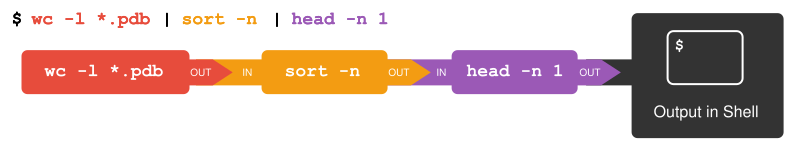 $ wc -l *.pdb | sort -n | head -n 1
wc -l *.pdb OUT IN sort -n OUT IN head -n 1 OUT
$
Output in Shell